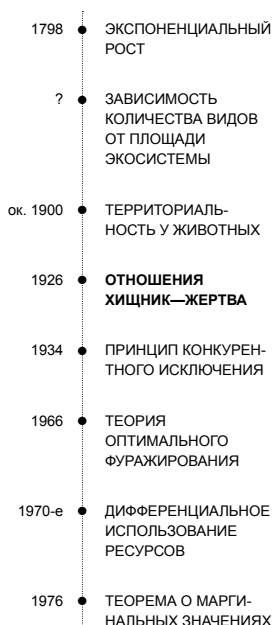 1798 ЭКСПОНЕНЦИАЛЬНЫЙ
РОСТ
? ЗАВИСИМОСТЬ
КОЛИЧЕСТВА ВИДОВ
ОТ ПЛОЩАДИ
ЭКОСИСТЕМЫ
ок. 1900 ТЕРРИТОРИАЛЬ-
НОСТЬ У ЖИВОТНЫХ
1926 ОТНОШЕНИЯ
ХИЩНИК—ЖЕРТВА
1934 ПРИНЦИП КОНКУРЕН-
ТНОГО ИСКЛЮЧЕНИЯ
1966 ТЕОРИЯ
ОПТИМАЛЬНОГО
ФУРАЖИРОВАНИЯ
1970-е ДИФФЕРЕНЦИАЛЬНОЕ
ИСПОЛЬЗОВАНИЕ
РЕСУРСОВ
1976 ТЕОРЕМА О МАРГИ-
НАЛЬНЫХ ЗНАЧЕНИЯХ